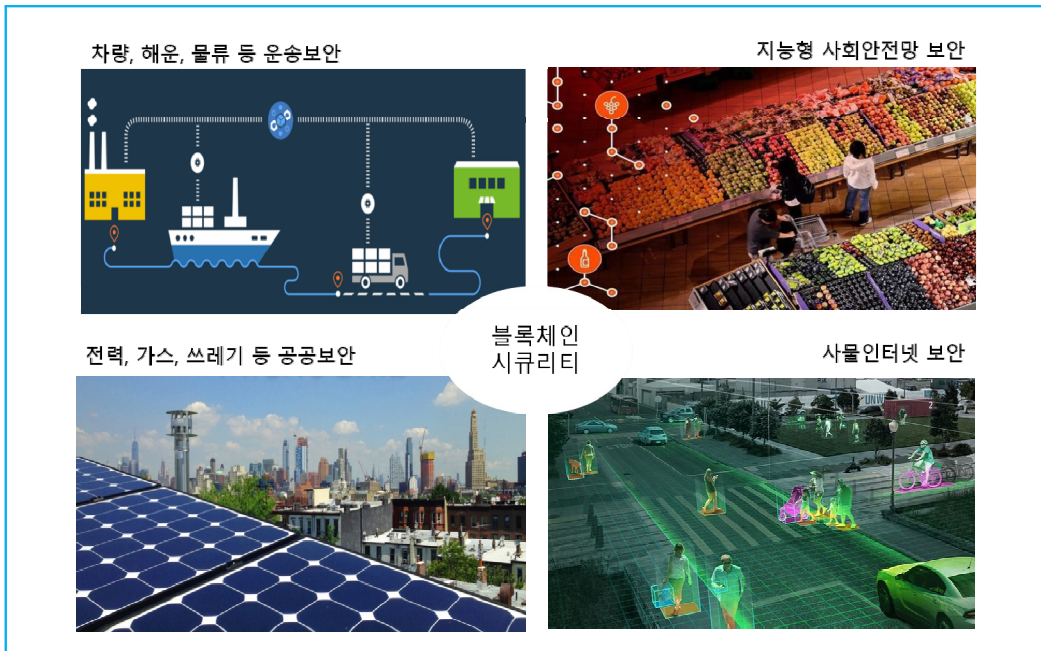 차량, 해운, 물류 등 운송보안
지능형 사회안전망 보안
블록체인
시큐리티
전력, 가스, 쓰레기 등 공공보안
사물인터넷 보안
UNW